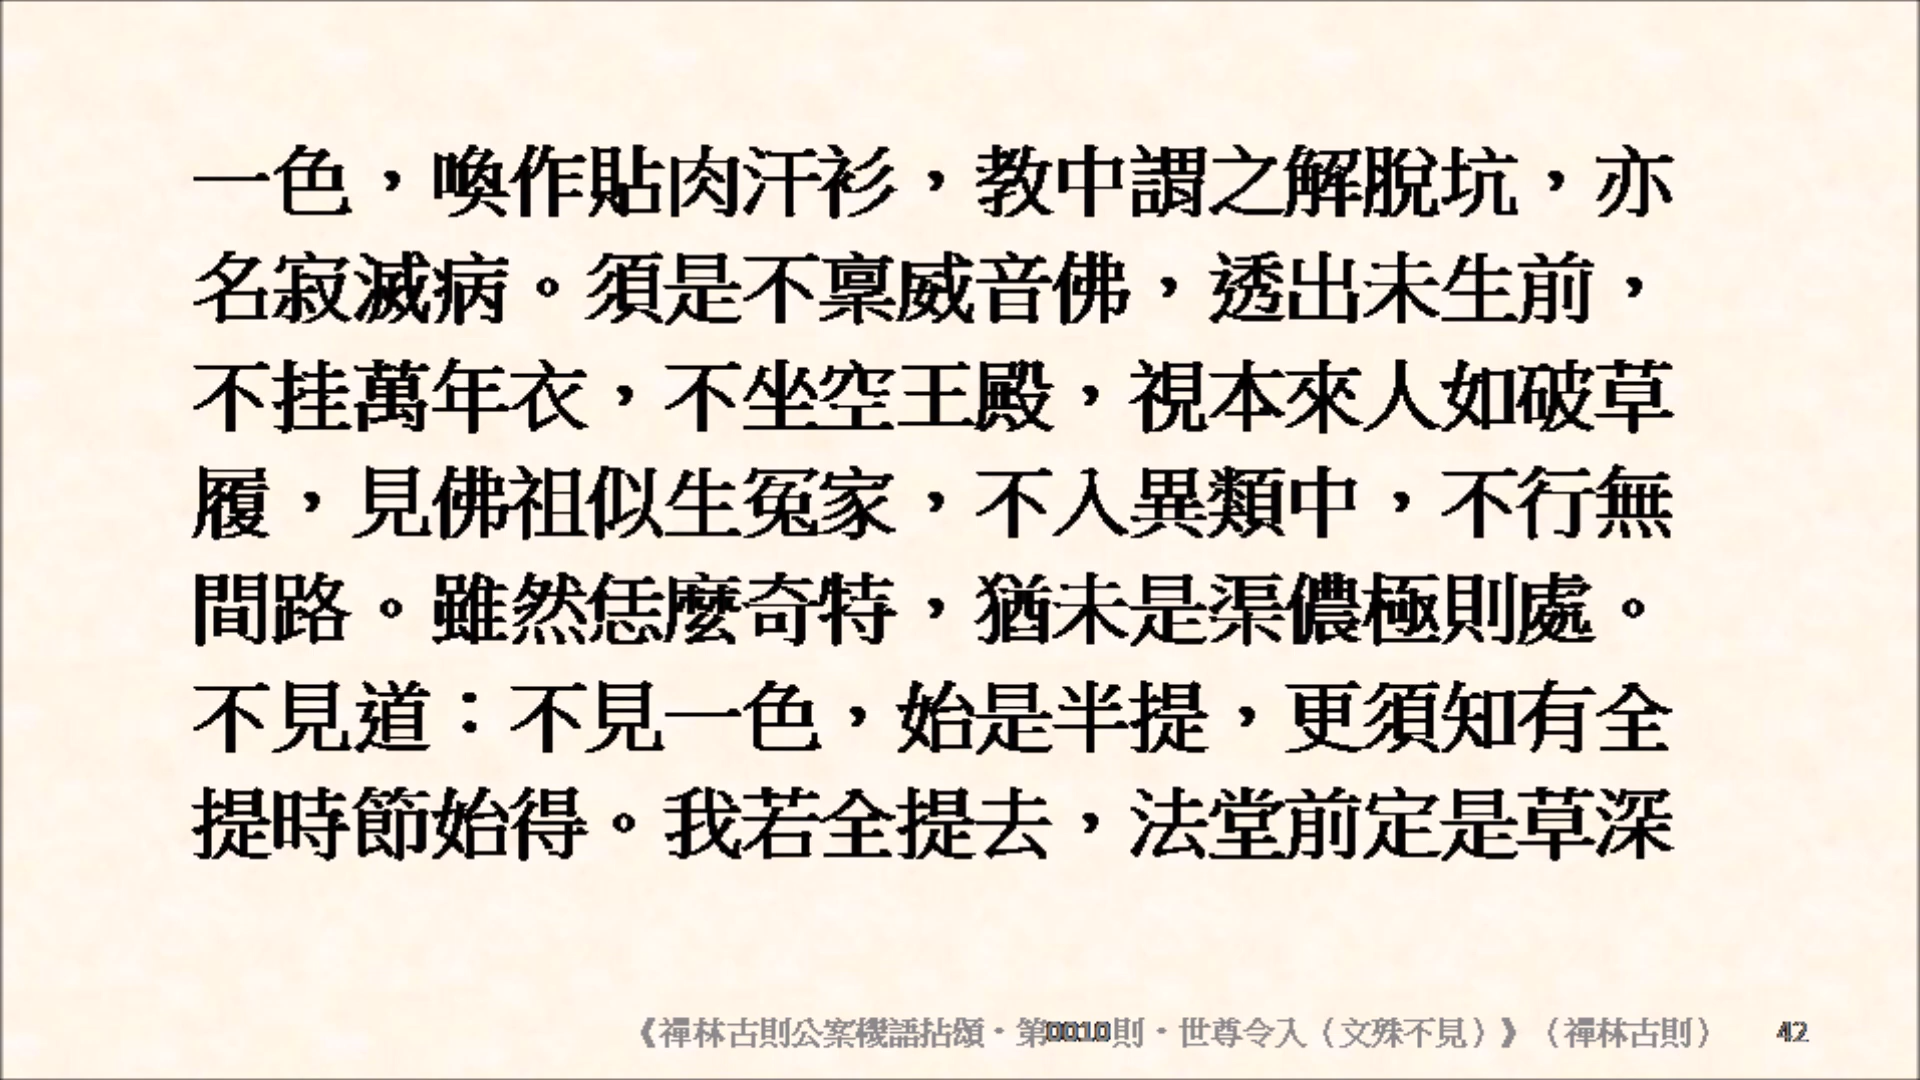 一色，喚作貼肉汗衫，教中謂之解脫坑，亦
名寂滅病。須是不稟威音佛，透出未生前，
不挂萬年衣，不坐空王殿，視本來人如破草
履，見佛祖似生冤家，不入異類中，不行無
間路。雖然恁麼奇特，猶未是渠儂極則處。
不見道：不見一色，始是半提，更須知有全
提時節始得。我若全提去，法堂前定是草深
《禪林古則公案機語拈頌．第0010則．世尊令入（文殊不見）》（禪林古則） 42